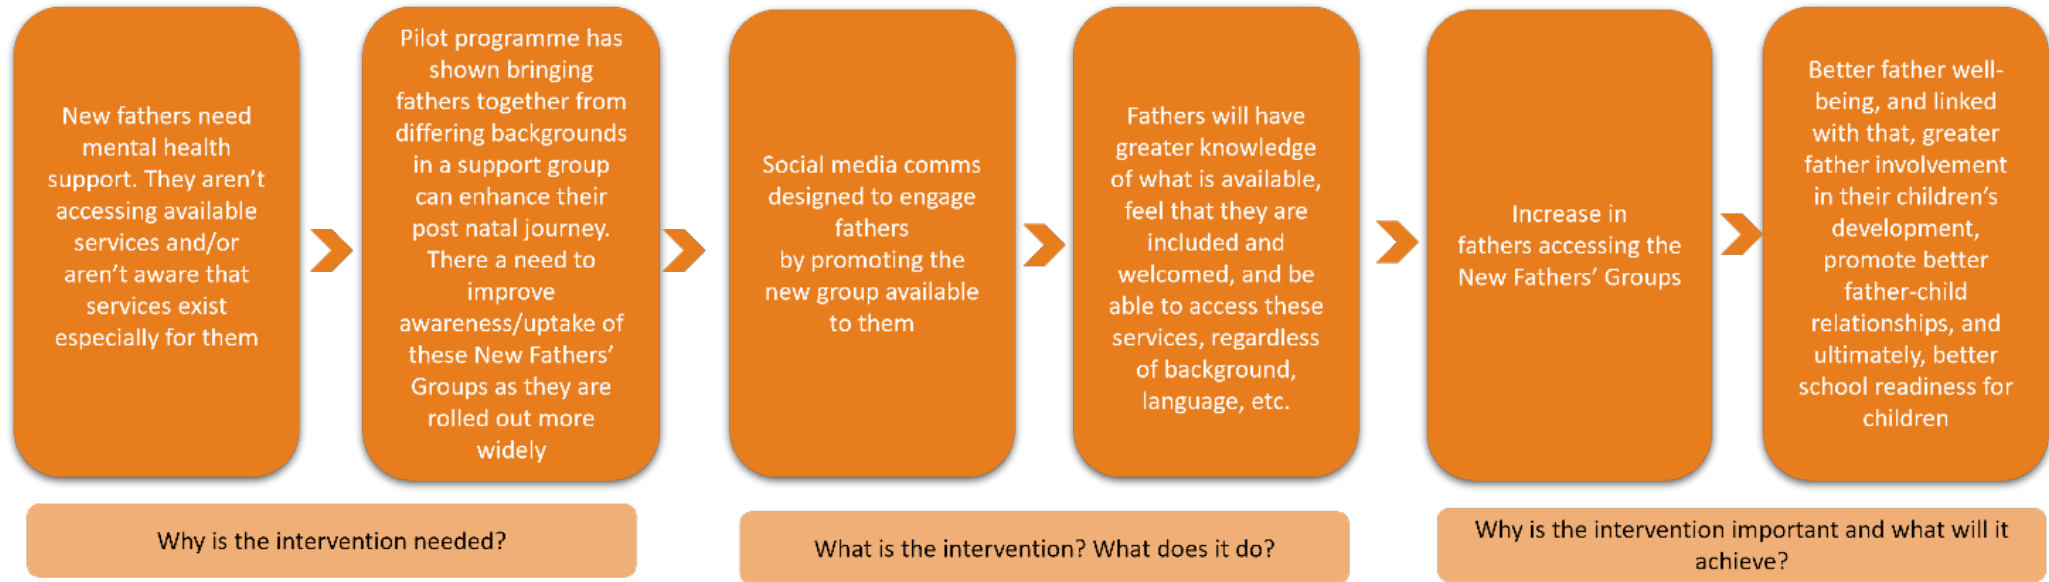 New fathers need
mental health
support. They aren't
accessing available
services and/or
aren't aware that
services exist
especially for them
Pilot programme has
shown bringing
fathers together from
differing backgrounds
in a support group
can enhance their
post natal journey.
There a need to
improve
awareness/uptake of
these New Fathers'
Groups as they are
rolled out more
widely
Social media comms
designed to engage
fathers
by promoting the
new group available
to them
Fathers will have
greater knowledge
of what is available,
feel that they are
included and
welcomed, and be
able to access these
services, regardless
of background,
language, etc.
Increase in
fathers accessing the
New Fathers' Groups
Better father well-
being, and linked
with that, greater
father involvement
in their children's
development,
promote better
father-child
relationships, and
ultimately, better
school readiness for
children
Why is the intervention needed?
What is the intervention? What does it do?
Why is the intervention important and what will it
achieve?